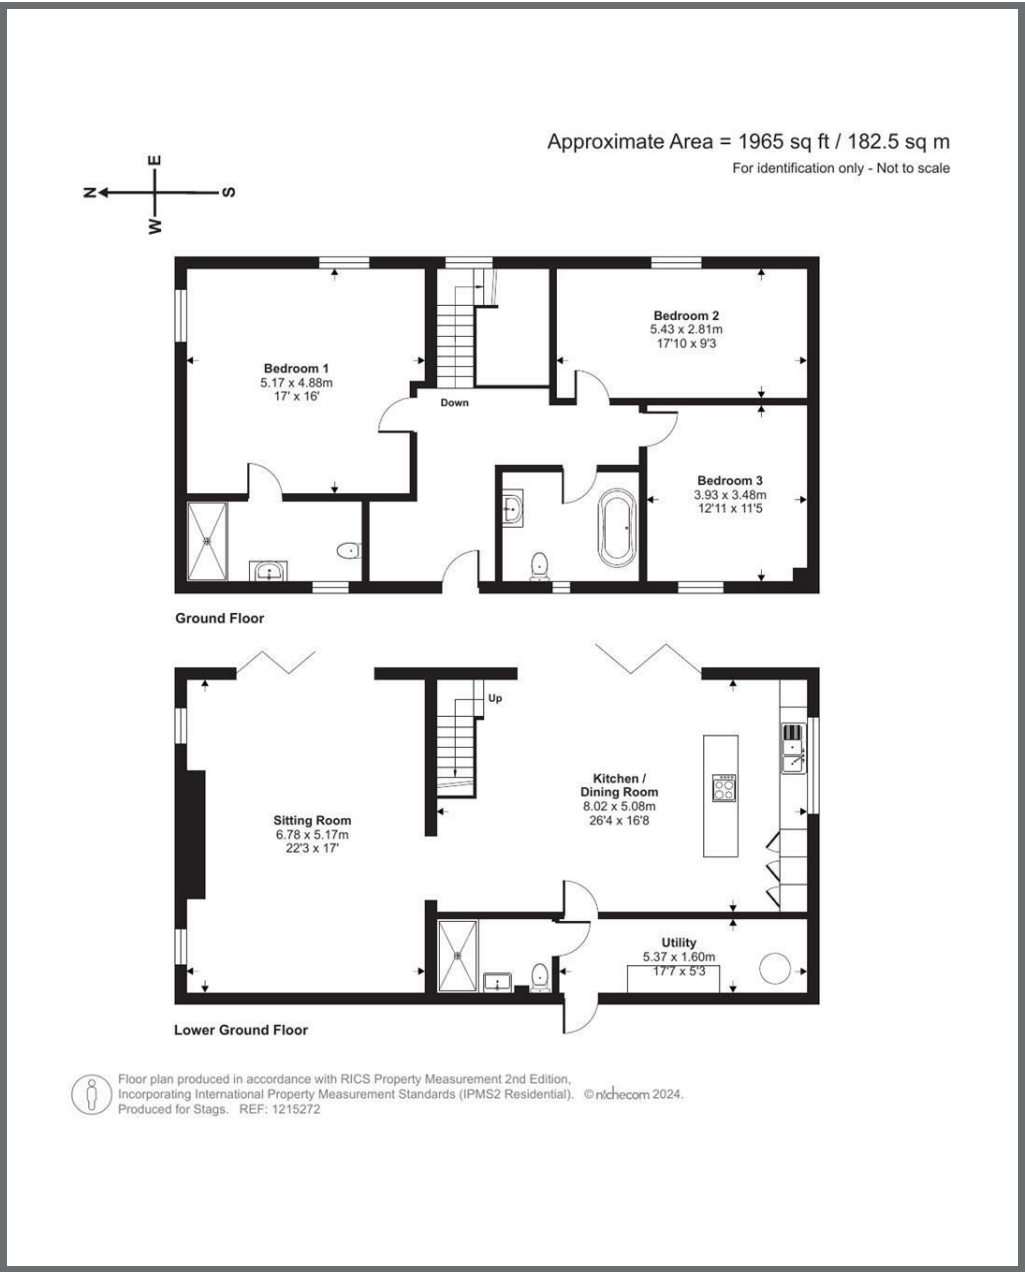 Approximate Area = 1965 sq ft / 182.5 sq m
For identification only - Not to scale
E
N
S
W
Bedroom 2
5.43 x 2.81m
17'10 x 9'3
Bedroom 1
5.17 x 4.88m
17' x 16'
Down
Bedroom 3
3.93 x 3.48m
12'11 x 11'5
Ground Floor
Up
Kitchen /
Dining Room
8.02 x 5.08m
26'4 x 16'8
Sitting Room
6.78 x 5.17m
22'3 x 17'
Utility
5.37 x 1.60m
17'7 x 5'3
Lower Ground Floor
Floor plan produced in accordance with RICS Property Measurement 2nd Edition,
Incorporating International Property Measurement Standards (IPMS2 Residential). © nichecom 2024.
Produced for Stags. REF: 1215272